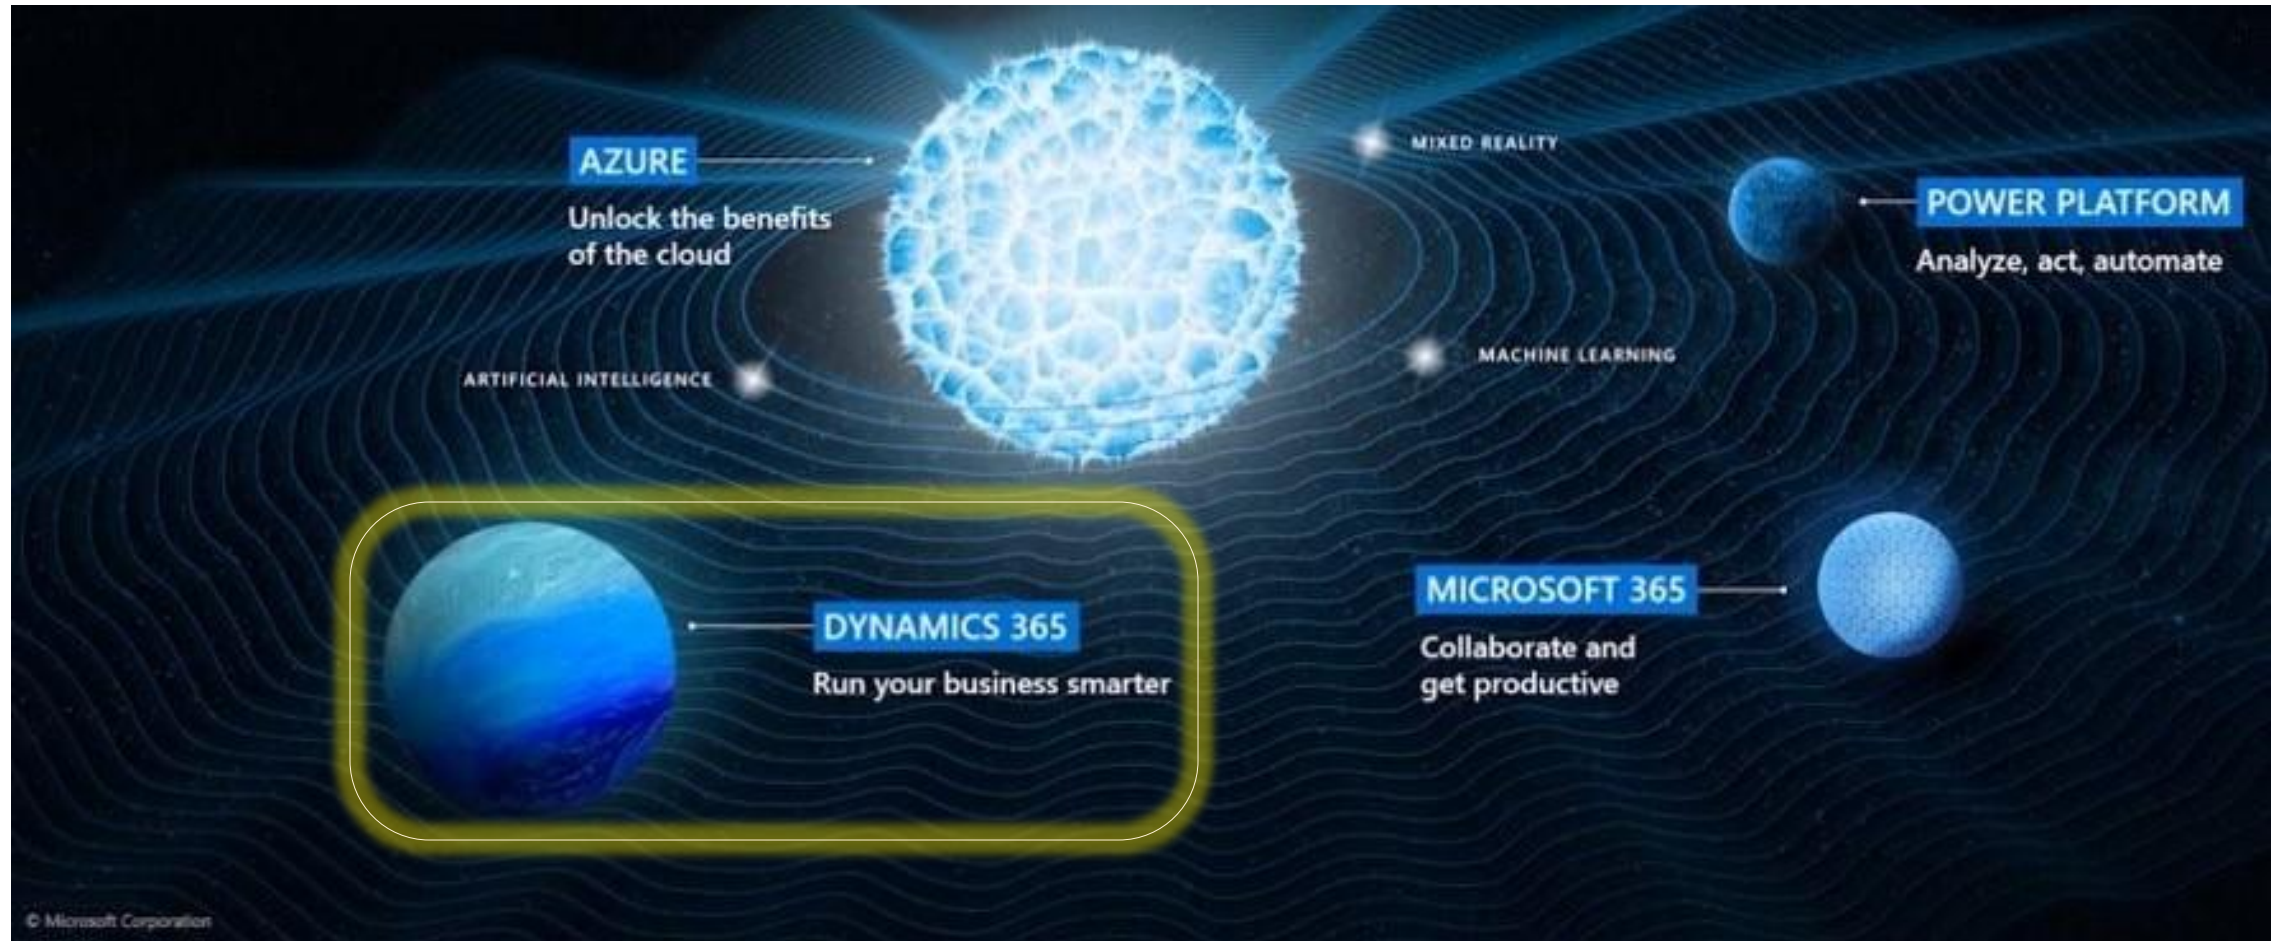 AZURE
Unlock the benefits
of the cloud
MIXED REALITY
POWER PLATFORM
Analyze, act, automate
ARTIFICIAL INTELLIGENCE
MACHINE LEARNING
DYNAMICS 365
Run your business smarter
MICROSOFT 365
Collaborate and
get productive
© Microsoft Corporation